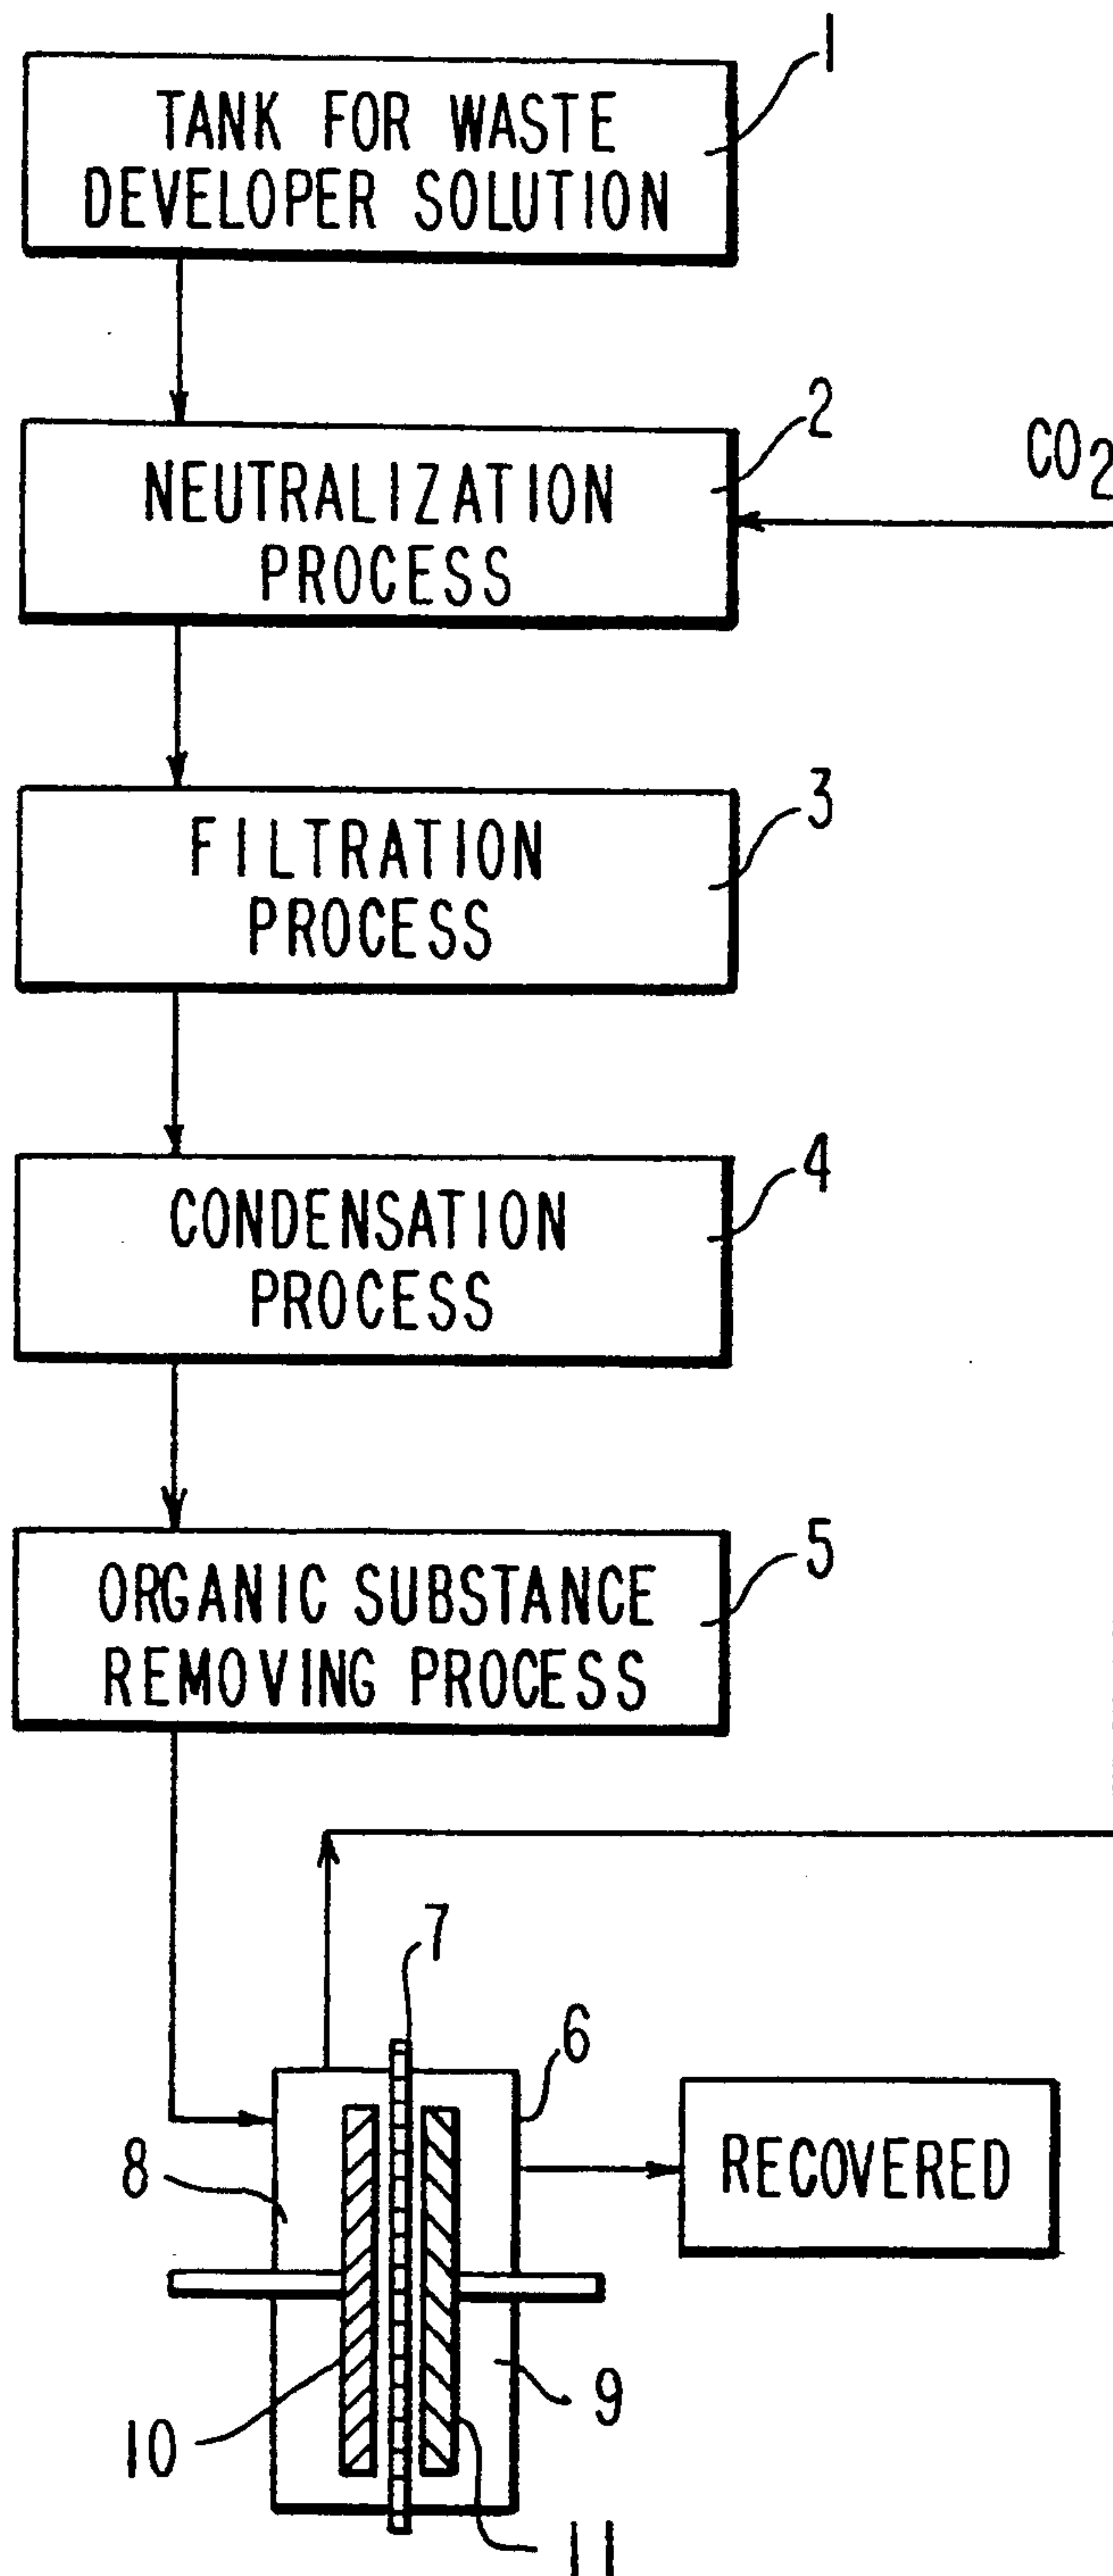 1
TANK FOR WASTE
DEVELOPER SOLUTION
2
CO2
NEUTRALIZATION
PROCESS
3
FILTRATION
PROCESS
4
CONDENSATION
PROCESS
5
ORGANIC SUBSTANCE
REMOVING PROCESS
7
6
8
RECOVERED
9
10
11